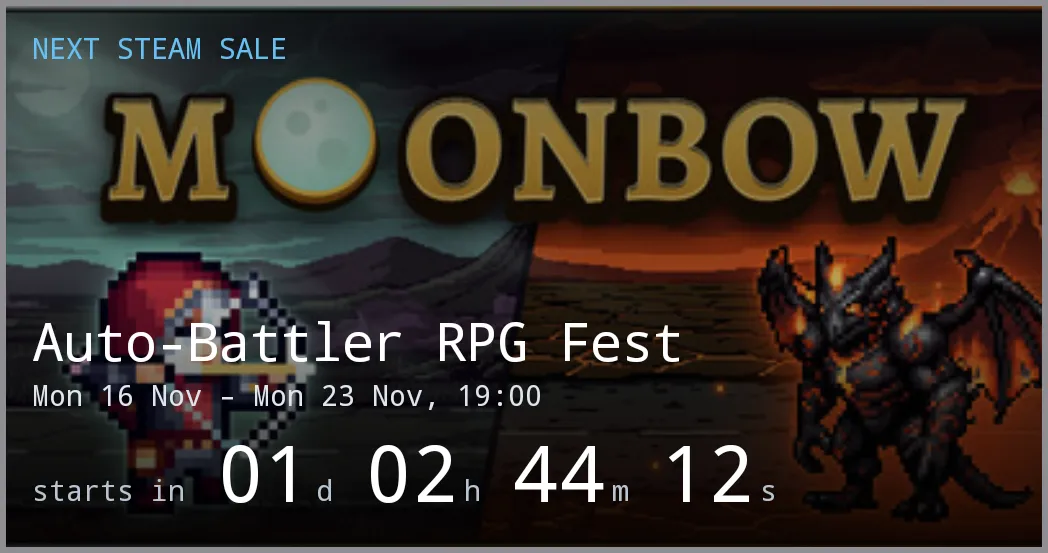 NEXT STEAM SALE
MOONBOW
Auto-Battler RPG Fest
Mon 16 Nov – Mon 23 Nov, 19:00
starts in 01d 02h 44m 12s